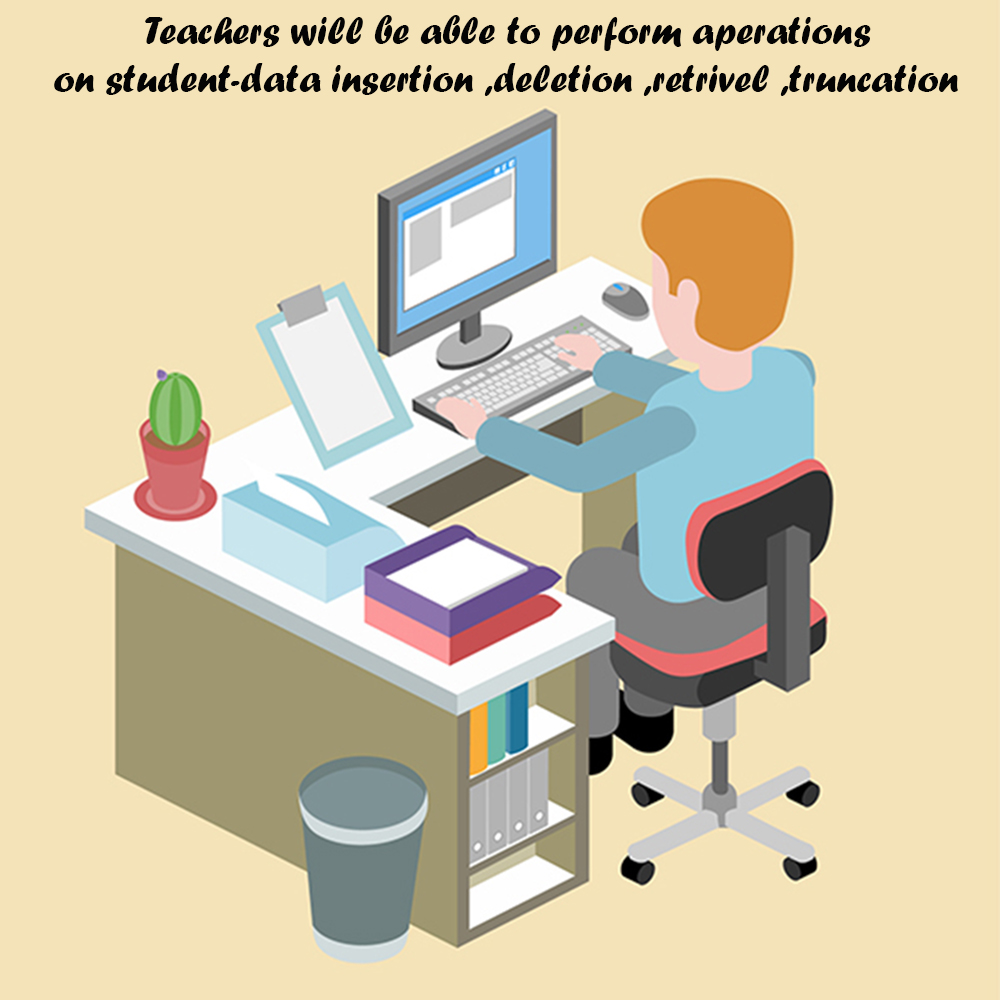 Teachers will be able to perform aperations
on student-data insertion ,deletion ,retrivel ,truncation